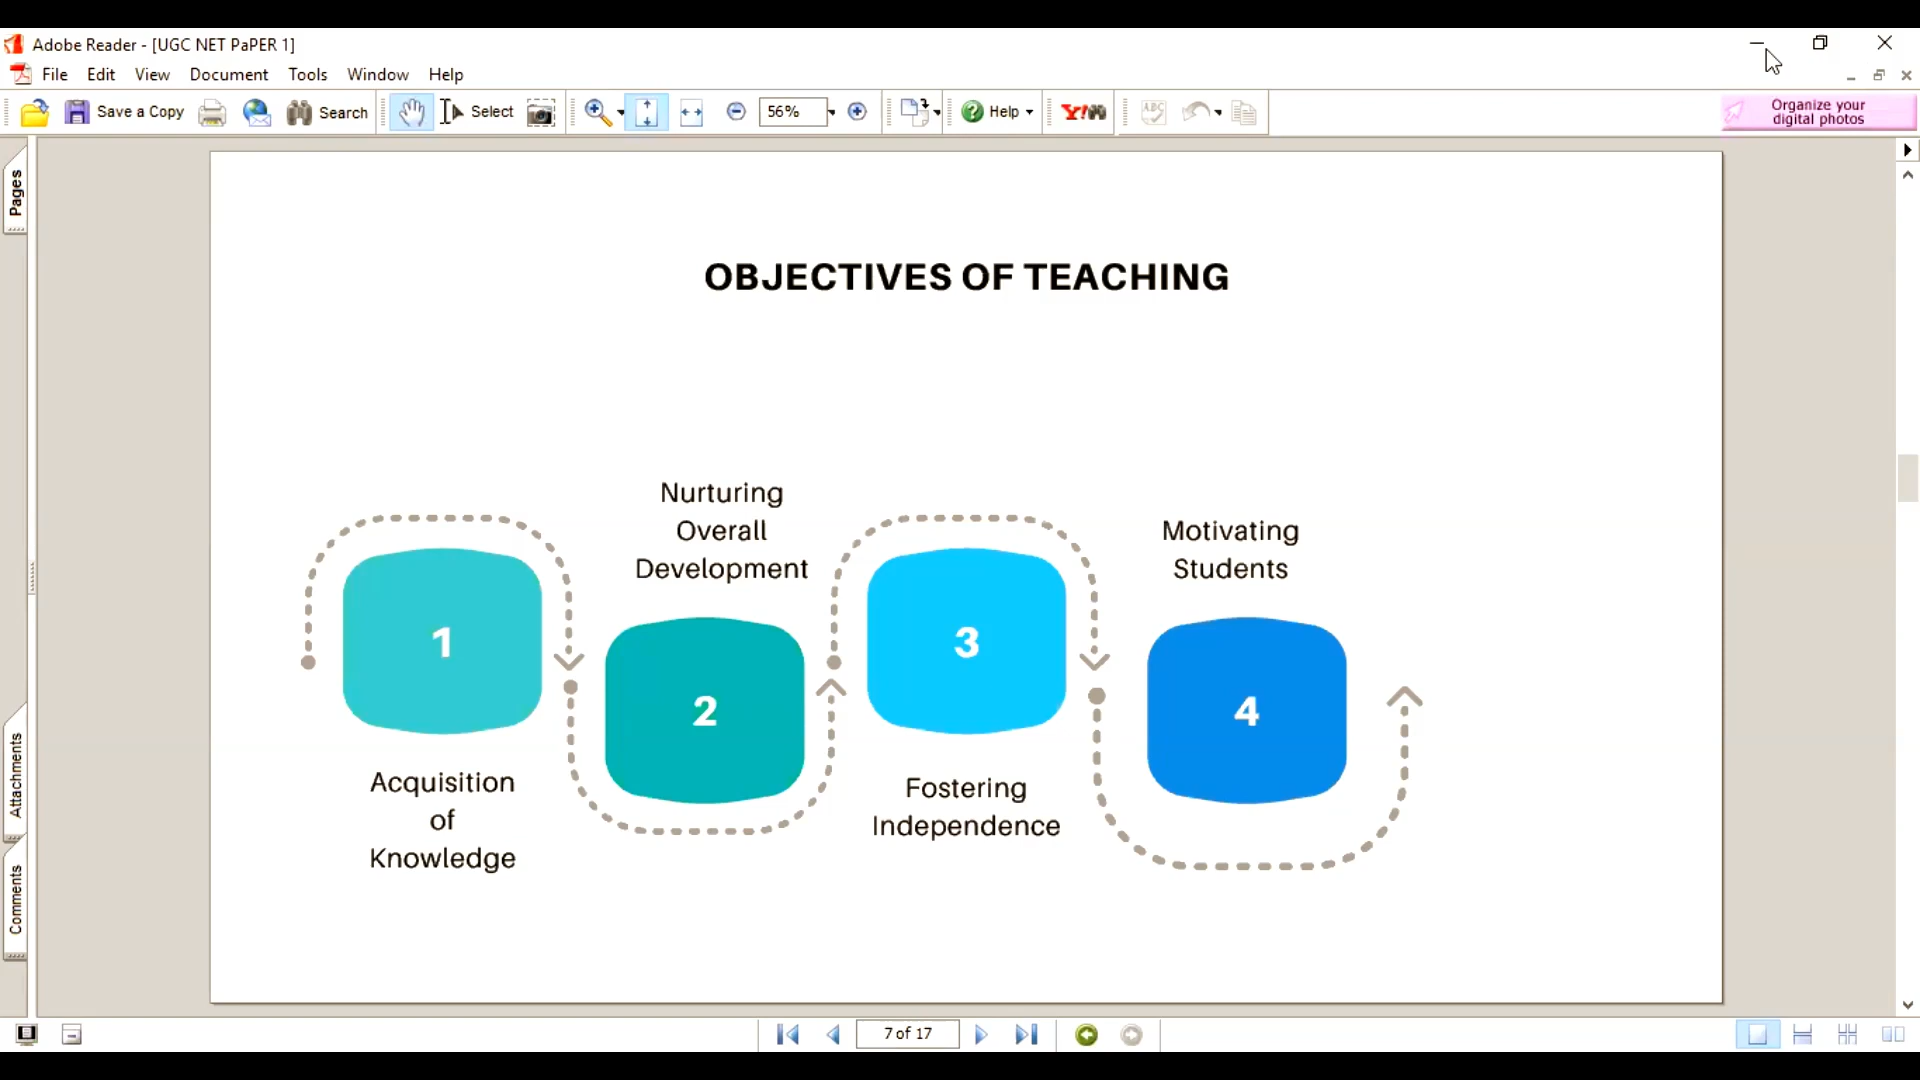 Adobe Reader - [UGC NET PaPER 1]
File Edit View Document Tools Window Help
Save a Copy Search Select 56% Help Y! ABC
Organize your
digital photos
Pages
Attachments
Comments
OBJECTIVES OF TEACHING
1
Acquisition
of
Knowledge
Nurturing
Overall
Development
2
3
Fostering
Independence
Motivating
Students
4
7 of 17